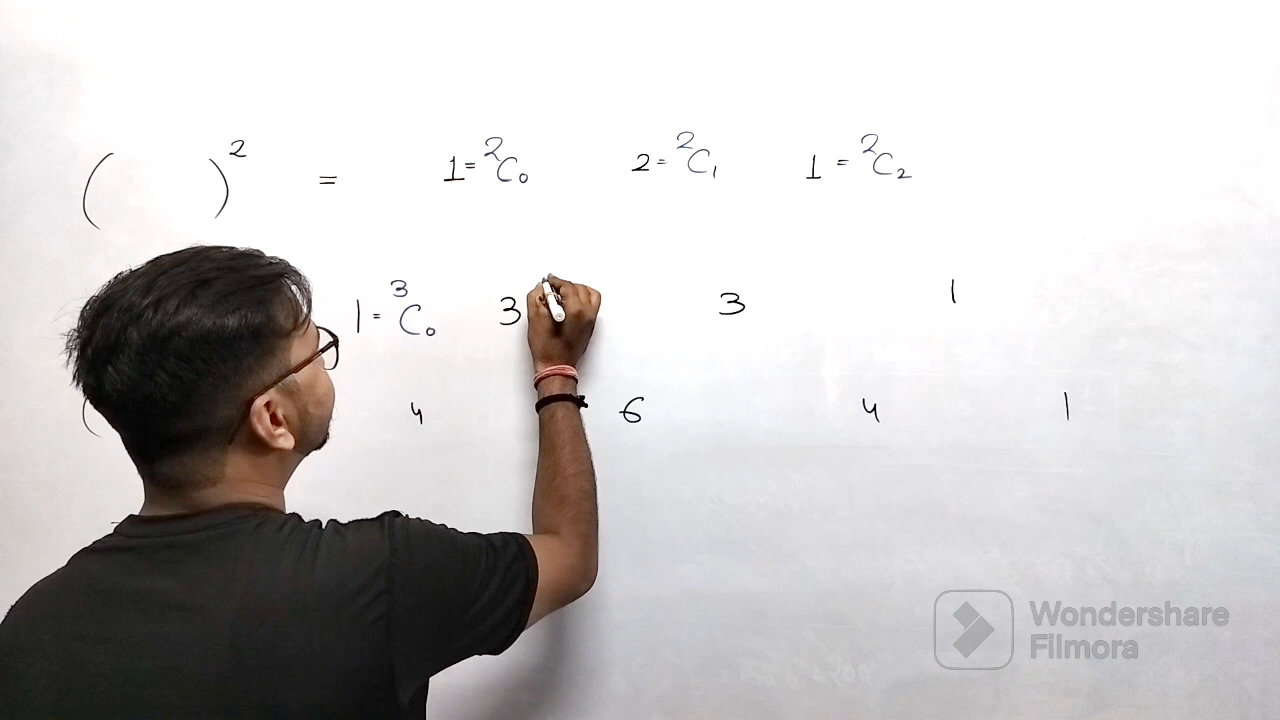 ( )² = 1 = ²C₀ 2 = ²C₁ 1 = ²C₂
1 = ³C₀ 3 3 1
( 4 6 4 1
Wondershare
Filmora